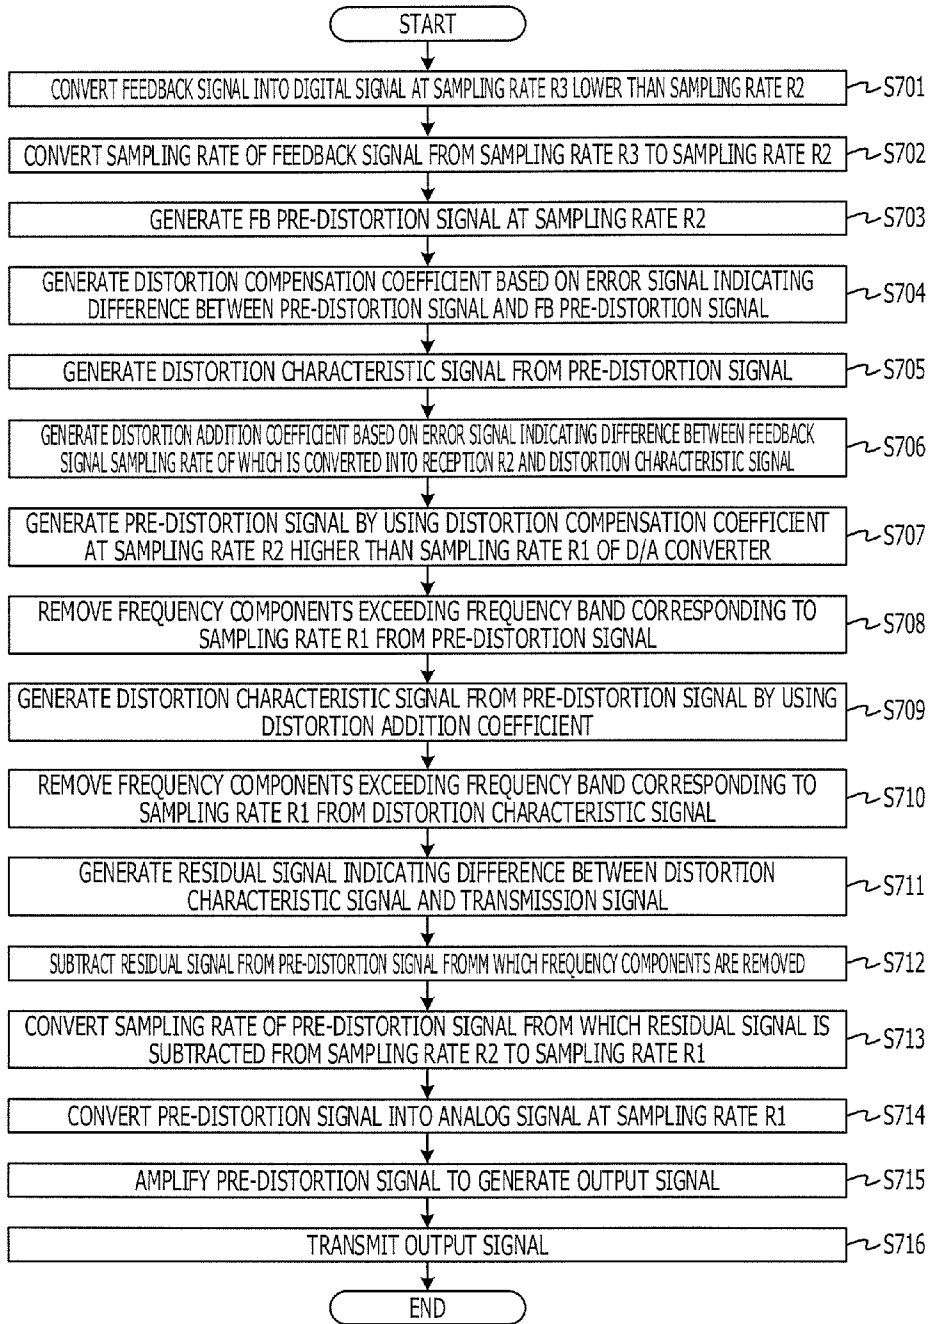 START
CONVERT FEEDBACK SIGNAL INTO DIGITAL SIGNAL AT SAMPLING RATE R3 LOWER THAN SAMPLING RATE R2
S701
CONVERT SAMPLING RATE OF FEEDBACK SIGNAL FROM SAMPLING RATE R3 TO SAMPLING RATE R2
S702
GENERATE FB PRE-DISTORTION SIGNAL AT SAMPLING RATE R2
S703
GENERATE DISTORTION COMPENSATION COEFFICIENT BASED ON ERROR SIGNAL INDICATING
DIFFERENCE BETWEEN PRE-DISTORTION SIGNAL AND FB PRE-DISTORTION SIGNAL
S704
GENERATE DISTORTION CHARACTERISTIC SIGNAL FROM PRE-DISTORTION SIGNAL
S705
GENERATE DISTORTION ADDITION COEFFICIENT BASED ON ERROR SIGNAL INDICATING DIFFERENCE BETWEEN FEEDBACK
SIGNAL SAMPLING RATE OF WHICH IS CONVERTED INTO RECEPTION R2 AND DISTORTION CHARACTERISTIC SIGNAL
S706
GENERATE PRE-DISTORTION SIGNAL BY USING DISTORTION COMPENSATION COEFFICIENT
AT SAMPLING RATE R2 HIGHER THAN SAMPLING RATE R1 OF D/A CONVERTER
S707
REMOVE FREQUENCY COMPONENTS EXCEEDING FREQUENCY BAND CORRESPONDING TO
SAMPLING RATE R1 FROM PRE-DISTORTION SIGNAL
S708
GENERATE DISTORTION CHARACTERISTIC SIGNAL FROM PRE-DISTORTION SIGNAL BY USING
DISTORTION ADDITION COEFFICIENT
S709
REMOVE FREQUENCY COMPONENTS EXCEEDING FREQUENCY BAND CORRESPONDING TO
SAMPLING RATE R1 FROM DISTORTION CHARACTERISTIC SIGNAL
S710
GENERATE RESIDUAL SIGNAL INDICATING DIFFERENCE BETWEEN DISTORTION
CHARACTERISTIC SIGNAL AND TRANSMISSION SIGNAL
S711
SUBTRACT RESIDUAL SIGNAL FROM PRE-DISTORTION SIGNAL FROMM WHICH FREQUENCY COMPONENTS ARE REMOVED
S712
CONVERT SAMPLING RATE OF PRE-DISTORTION SIGNAL FROM WHICH RESIDUAL SIGNAL IS
SUBTRACTED FROM SAMPLING RATE R2 TO SAMPLING RATE R1
S713
CONVERT PRE-DISTORTION SIGNAL INTO ANALOG SIGNAL AT SAMPLING RATE R1
S714
AMPLIFY PRE-DISTORTION SIGNAL TO GENERATE OUTPUT SIGNAL
S715
TRANSMIT OUTPUT SIGNAL
S716
END